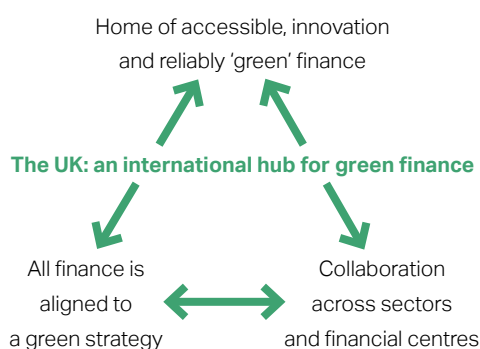 Home of accessible, innovation
and reliably ‘green’ finance
The UK: an international hub for green finance
All finance is
aligned to
a green strategy
Collaboration
across sectors
and financial centres